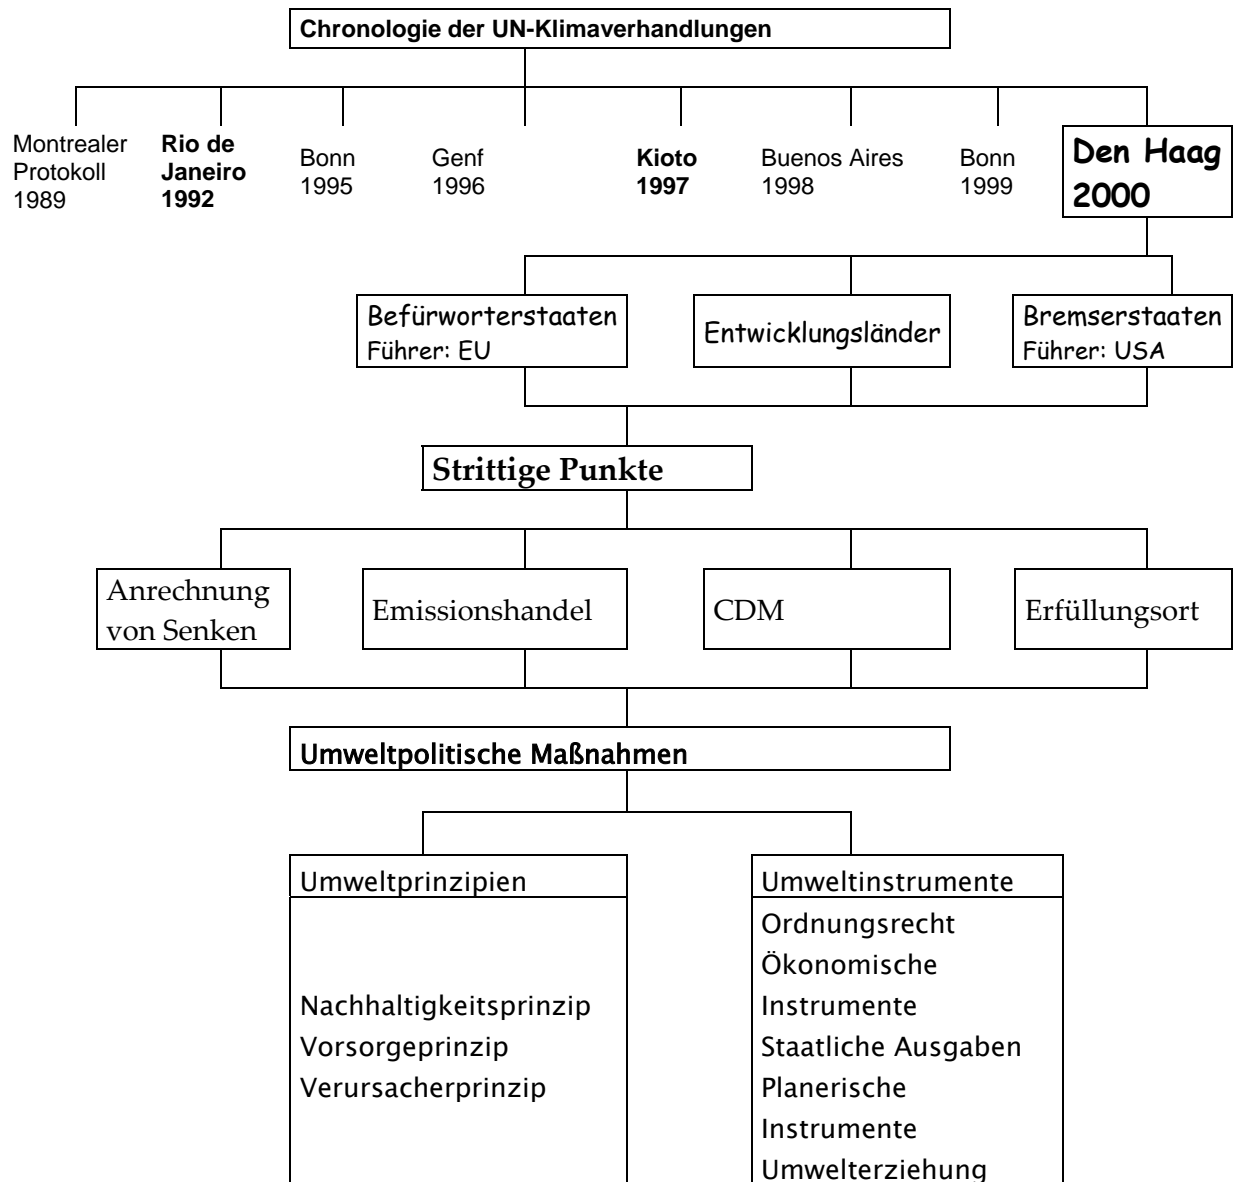 Chronologie der UN-Klimaverhandlungen
Montrealer
Protokoll
1989
Rio de
Janeiro
1992
Bonn
1995
Genf
1996
Kioto
1997
Buenos Aires
1998
Bonn
1999
Den Haag
2000
Befürworterstaaten
Führer: EU
Entwicklungsländer
Bremserstaaten
Führer: USA
Strittige Punkte
Anrechnung
von Senken
Emissionshandel
CDM
Erfüllungsort
Umweltpolitische Maßnahmen
Umweltprinzipien
Nachhaltigkeitsprinzip
Vorsorgeprinzip
Verursacherprinzip
Umweltinstrumente
Ordnungsrecht
Ökonomische
Instrumente
Staatliche Ausgaben
Planerische
Instrumente
Umwelterziehung